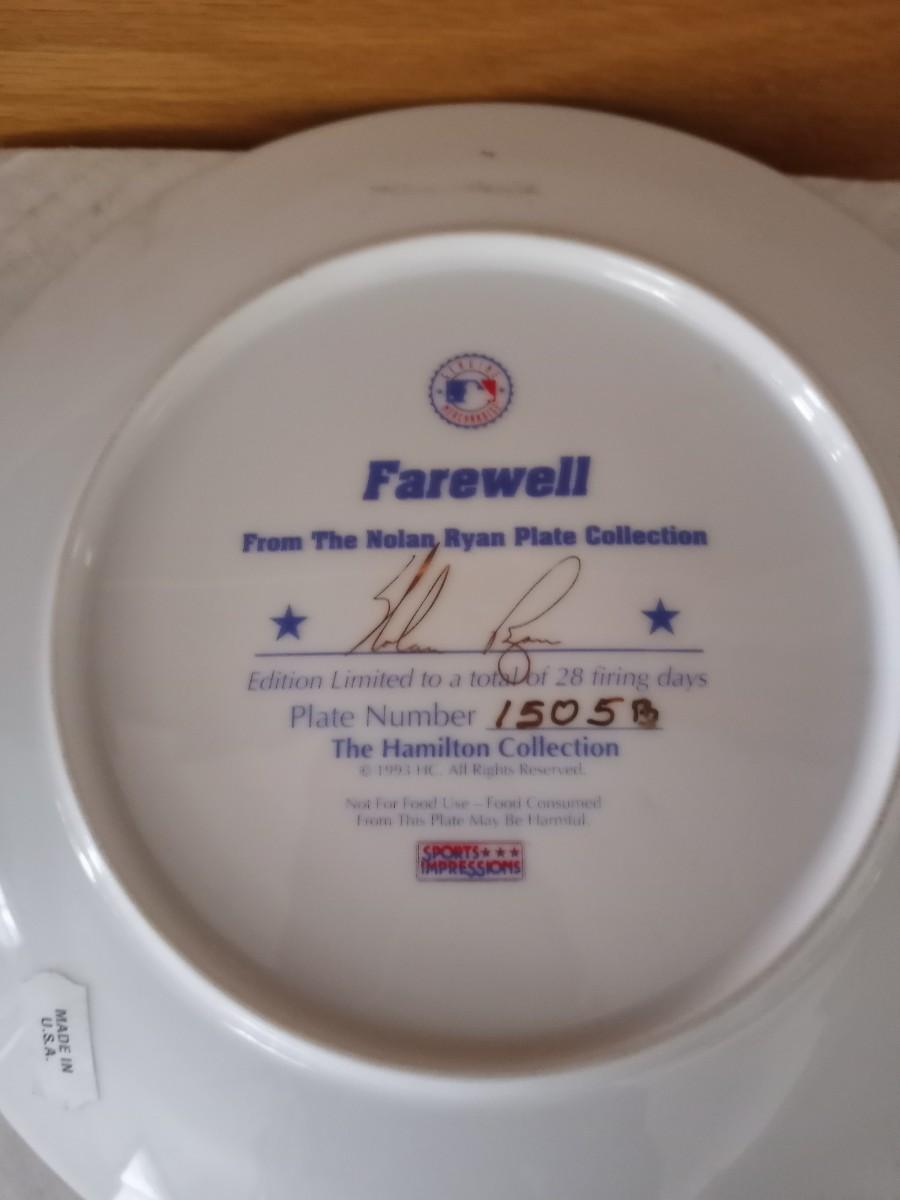 GENUINE
MERCHANDISE
Farewell
From The Nolan Ryan Plate Collection
Nolan Ryan
Edition Limited to a total of 28 firing days
Plate Number 1505B
The Hamilton Collection
© 1993 HC. All Rights Reserved.
Not For Food Use – Food Consumed
From This Plate May Be Harmful.
SPORTS★★★
IMPRESSIONS
MADE IN
U.S.A.